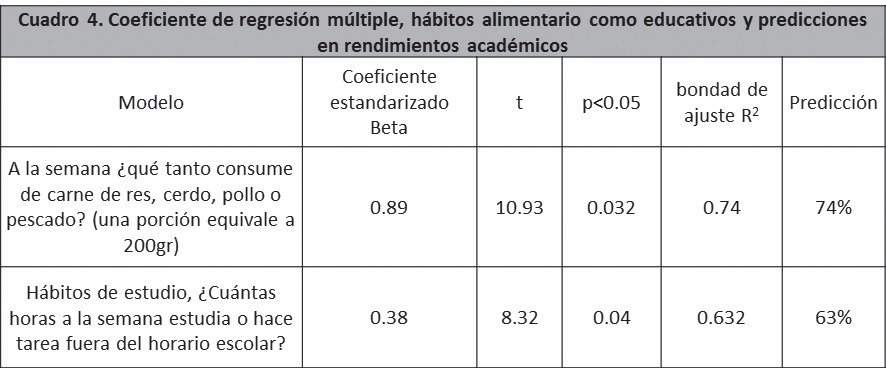 Cuadro 4. Coeficiente de regresión múltiple, hábitos alimentario como educativos y predicciones
en rendimientos académicos
Modelo
Coeficiente
estandarizado
Beta
t
p<0.05
bondad de
ajuste R²
Predicción
A la semana ¿qué tanto consume
de carne de res, cerdo, pollo o
pescado? (una porción equivale a
200gr)
0.89
10.93
0.032
0.74
74%
Hábitos de estudio, ¿Cuántas
horas a la semana estudia o hace
tarea fuera del horario escolar?
0.38
8.32
0.04
0.632
63%